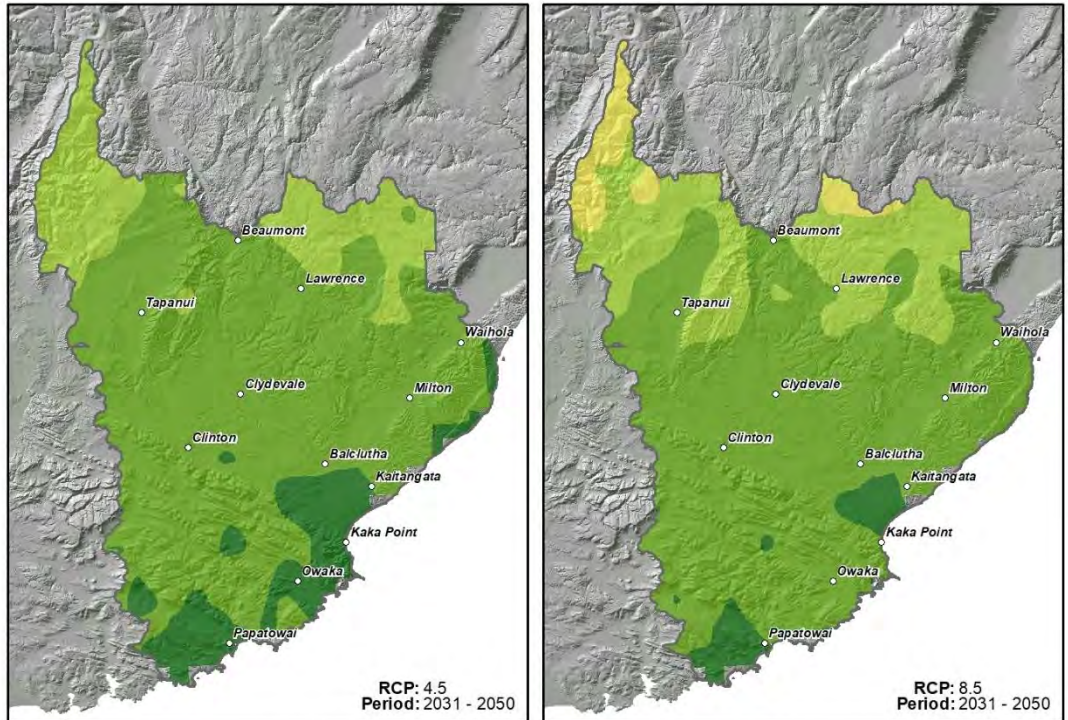 Beaumont
Lawrence
Tapanui
Waihola
Clydevale
Milton
Clinton
Balclutha
Kaitangata
Kaka Point
Owaka
Papatowai
RCP: 4.5
Period: 2031 - 2050
Beaumont
Lawrence
Tapanui
Waihola
Clydevale
Milton
Clinton
Balclutha
Kaitangata
Kaka Point
Owaka
Papatowai
RCP: 8.5
Period: 2031 - 2050